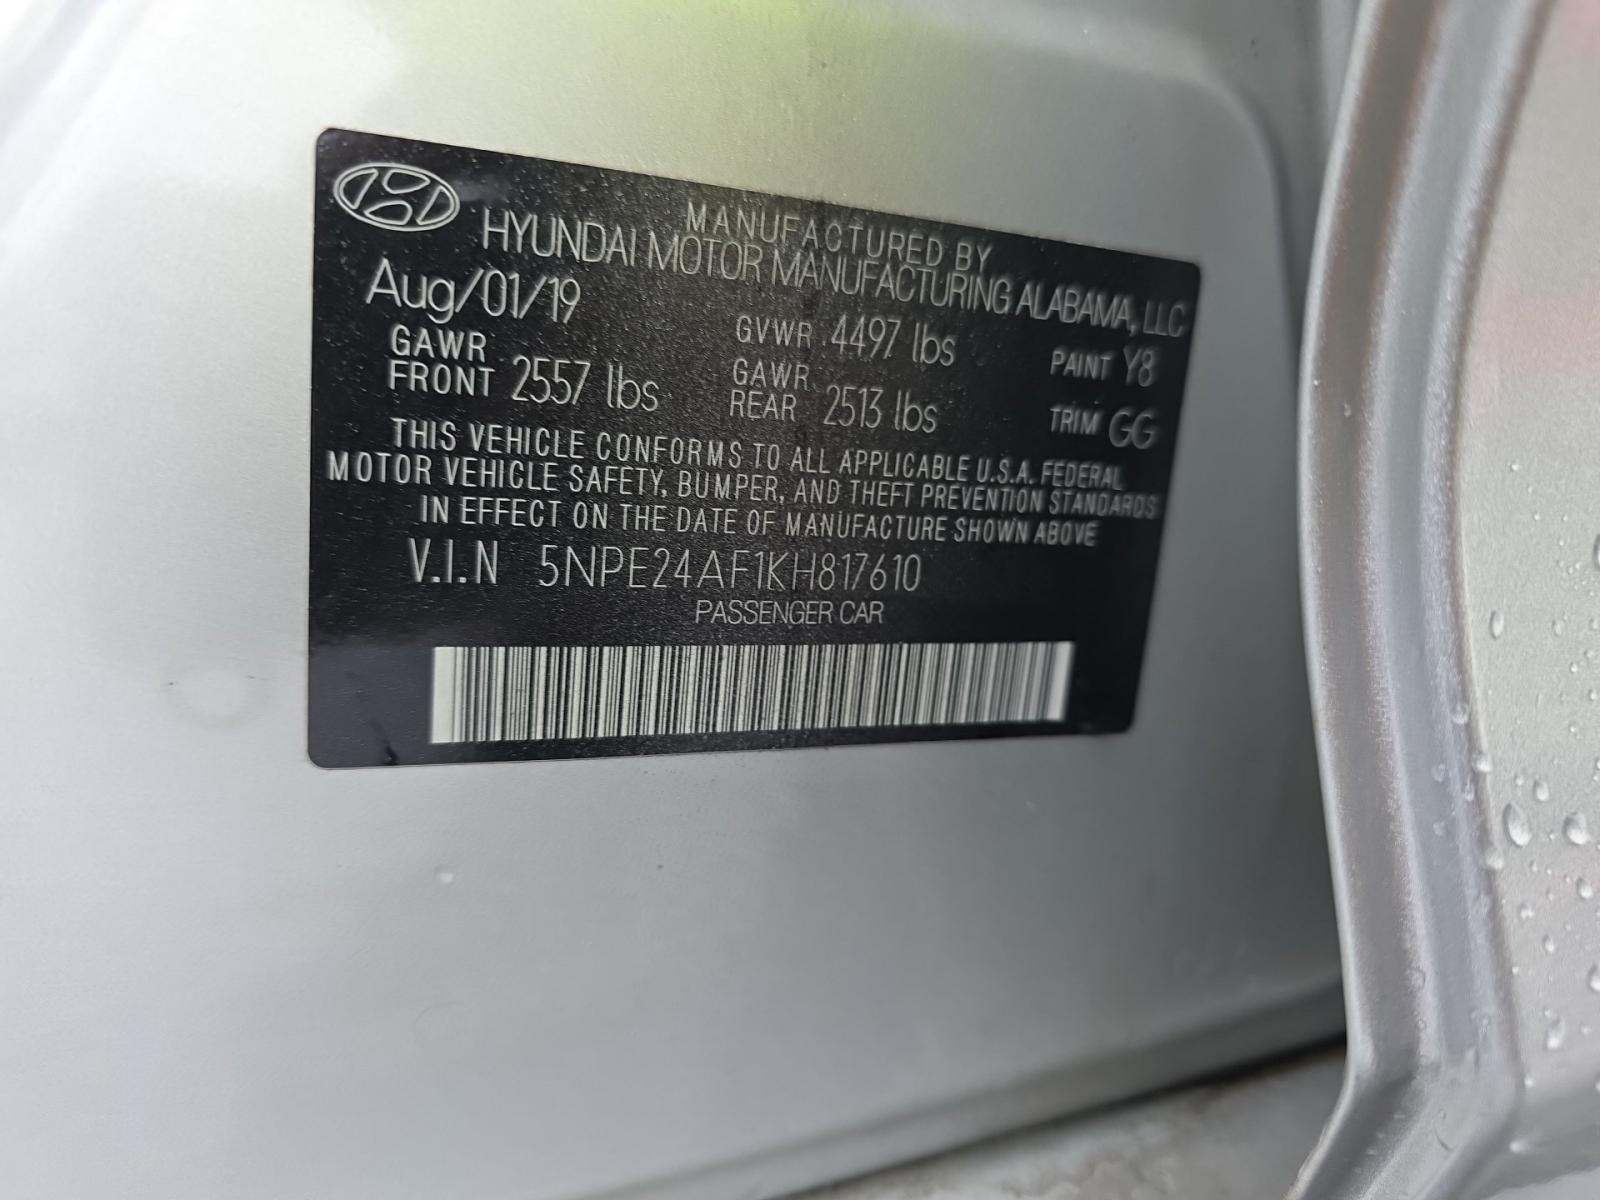 MANUFACTURED BY
HYUNDAI MOTOR MANUFACTURING ALABAMA, LLC
Aug/01/19 GVWR 4497 lbs PAINT Y8
GAWR FRONT 2557 lbs GAWR REAR 2513 lbs TRIM GG
THIS VEHICLE CONFORMS TO ALL APPLICABLE U.S.A. FEDERAL
MOTOR VEHICLE SAFETY, BUMPER, AND THEFT PREVENTION STANDARDS
IN EFFECT ON THE DATE OF MANUFACTURE SHOWN ABOVE
V.I.N 5NPE24AF1KH817610
PASSENGER CAR